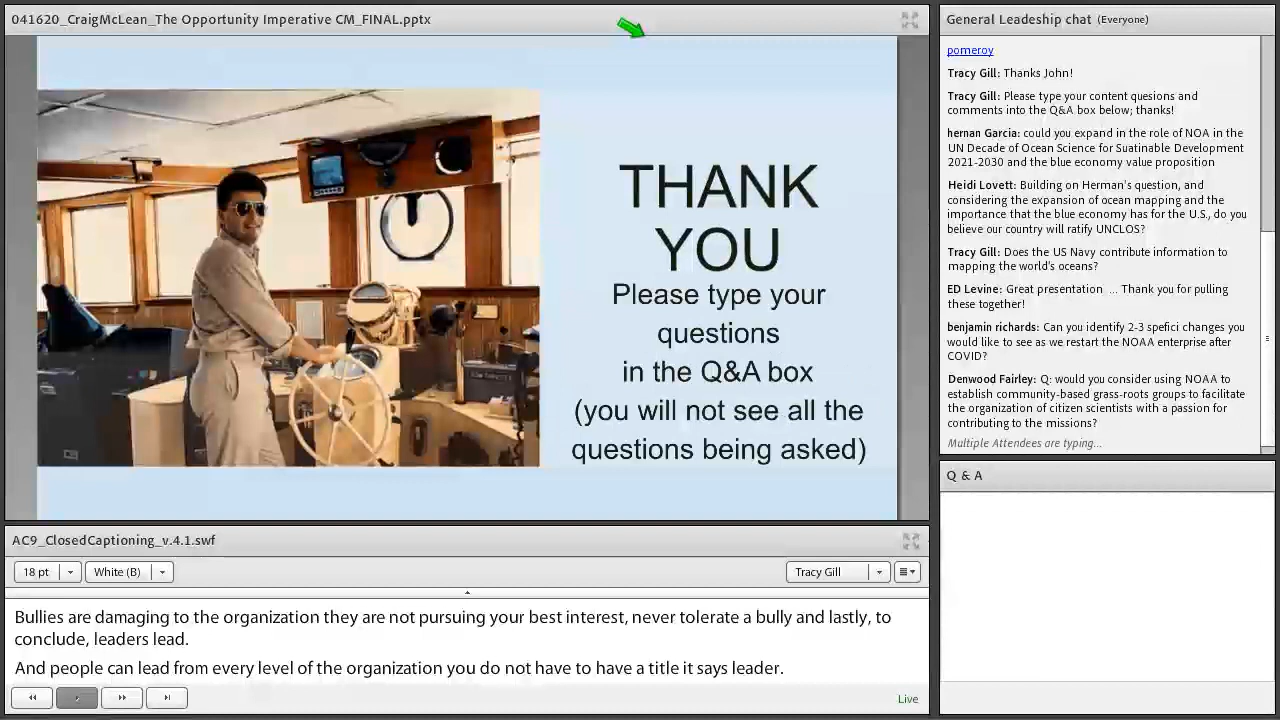 041620_CraigMcLean_The Opportunity Imperative CM_FINAL.pptx
THANK
YOU
Please type your
questions
in the Q&A box
(you will not see all the
questions being asked)
AC9_ClosedCaptioning_v.4.1.swf
18 pt
White (B)
Tracy Gill
Bullies are damaging to the organization they are not pursuing your best interest, never tolerate a bully and lastly, to
conclude, leaders lead.
And people can lead from every level of the organization you do not have to have a title it says leader.
Live
General Leadership chat (Everyone)
pomeroy
Tracy Gill: Thanks John!
Tracy Gill: Please type your content quesions and
comments into the Q&A box below; thanks!
hernan Garcia: could you expand in the role of NOA in the
UN Decade of Ocean Science for Suatinable Development
2021-2030 and the blue economy value proposition
Heidi Lovett: Building on Herman's question, and
considering the expansion of ocean mapping and the
importance that the blue economy has for the U.S., do you
believe our country will ratify UNCLOS?
Tracy Gill: Does the US Navy contribute information to
mapping the world's oceans?
ED Levine: Great presentation ... Thank you for pulling
these together!
benjamin richards: Can you identify 2-3 spefici changes you
would like to see as we restart the NOAA enterprise after
COVID?
Denwood Fairley: Q: would you consider using NOAA to
establish community-based grass-roots groups to facilitate
the organization of citizen scientists with a passion for
contributing to the missions?
Multiple Attendees are typing...
Q & A